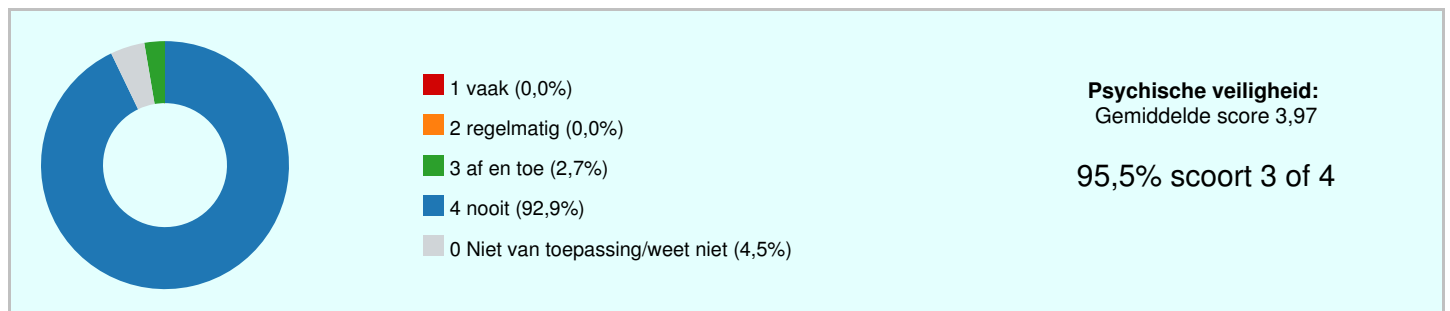 1 vaak (0,0%)
2 regelmatig (0,0%)
3 af en toe (2,7%)
4 nooit (92,9%)
0 Niet van toepassing/weet niet (4,5%)
Psychische veiligheid:
Gemiddelde score 3,97
95,5% scoort 3 of 4